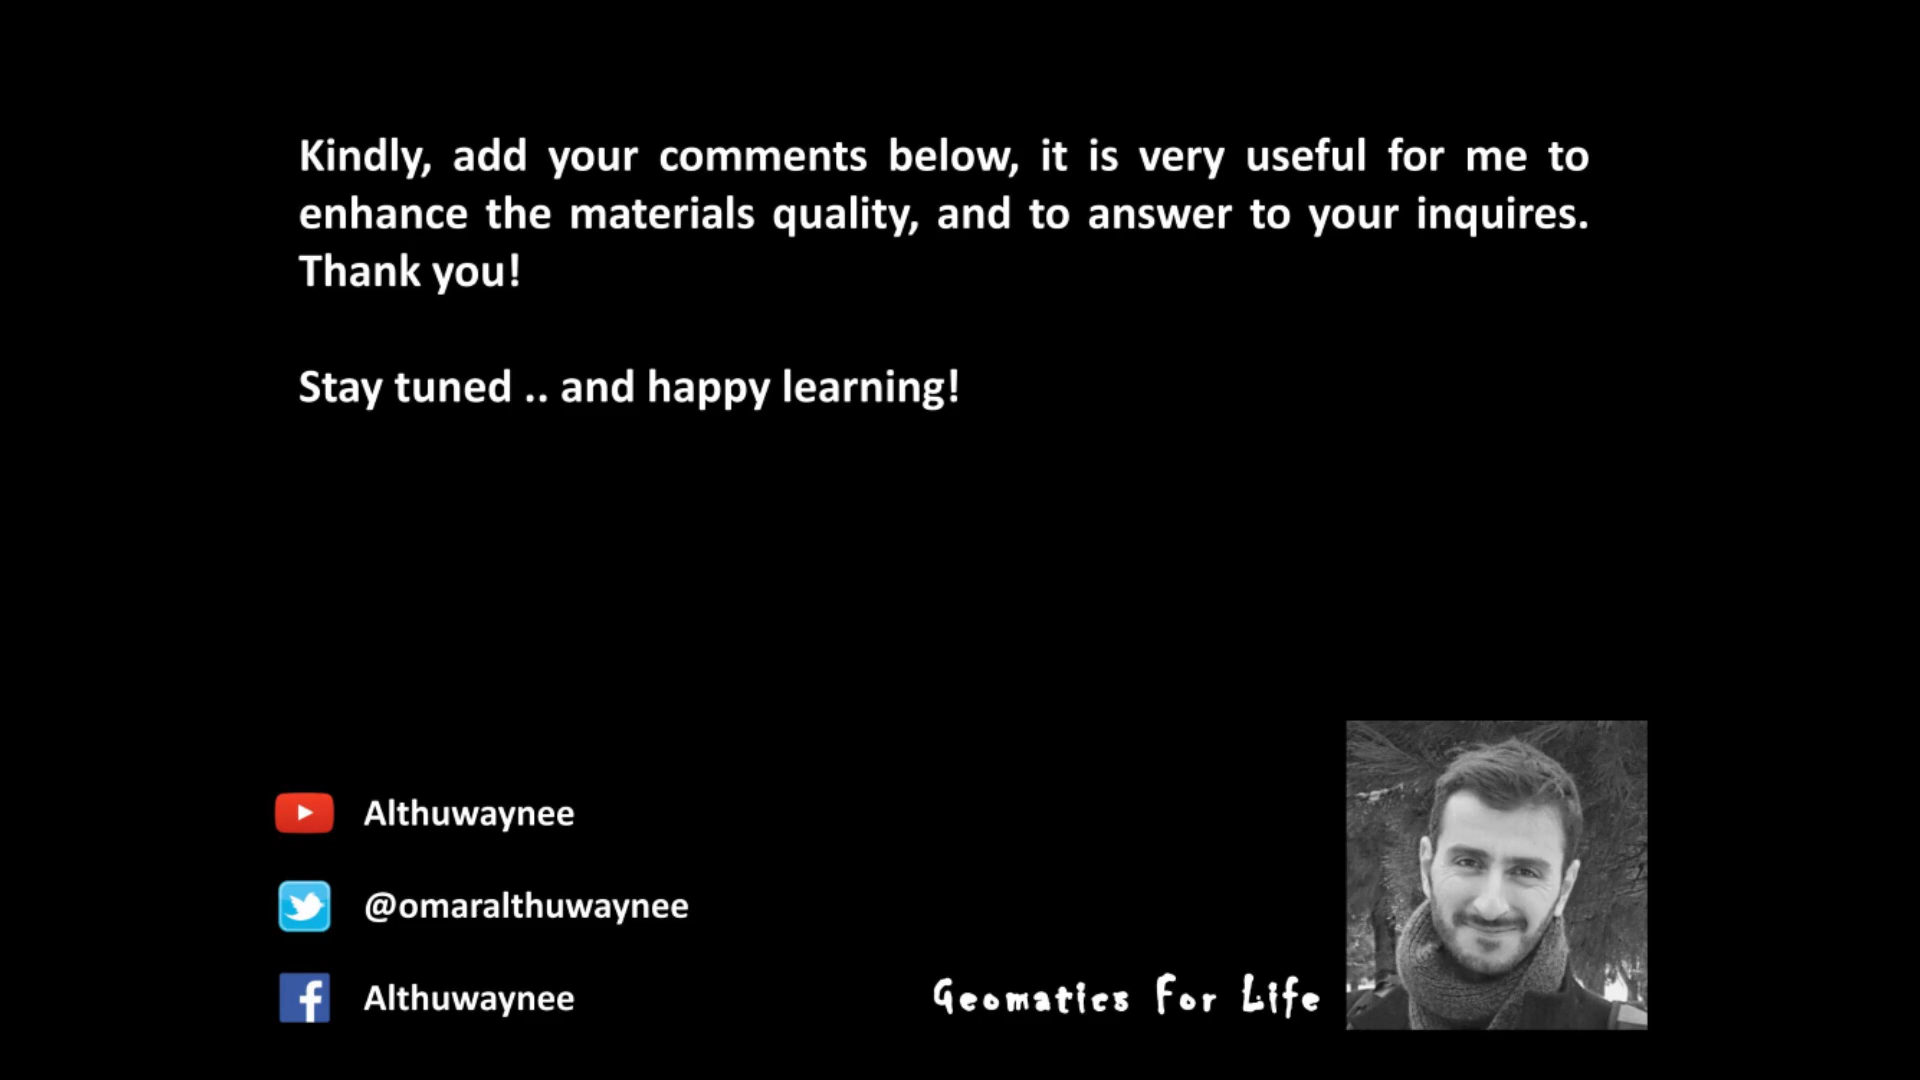 Kindly, add your comments below, it is very useful for me to
enhance the materials quality, and to answer to your inquires.
Thank you!
Stay tuned .. and happy learning!
Althuwaynee
@omaralthuwaynee
Althuwaynee
Geomatics For Life